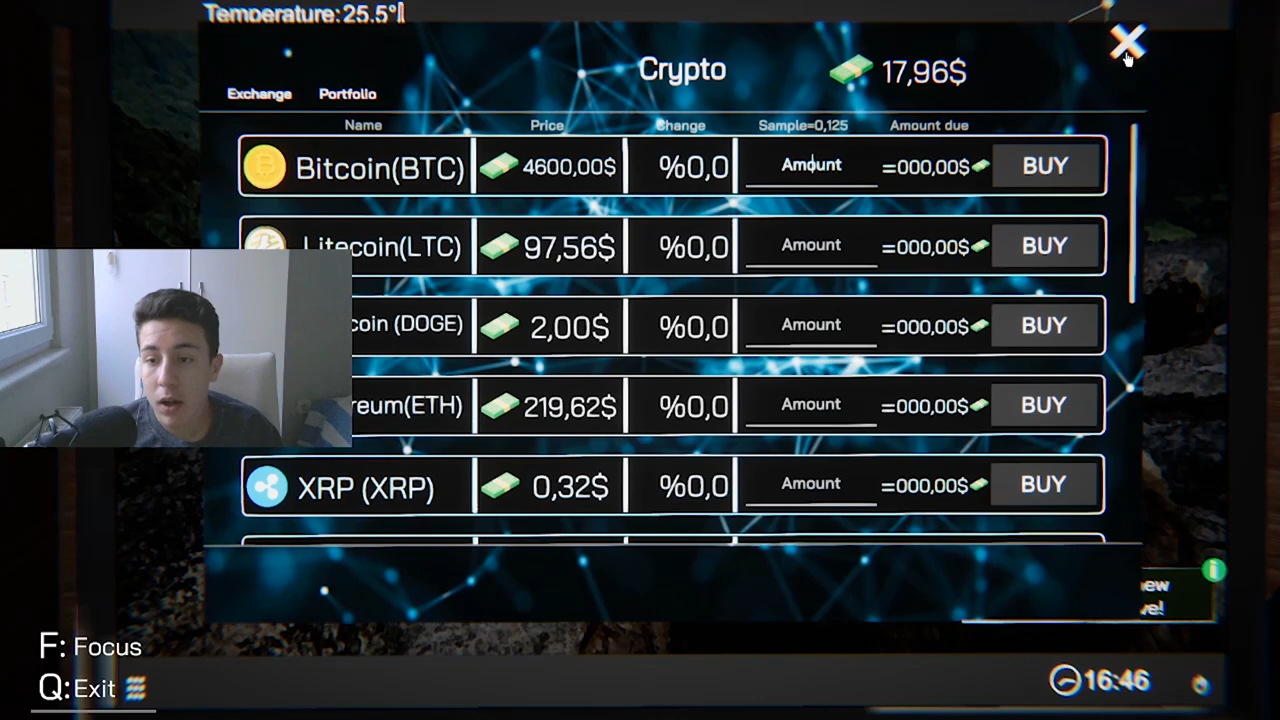 Temperature: 25.5°
Crypto
17,96$
Exchange Portfolio
Name Price Change Sample=0,125 Amount due
Bitcoin(BTC) 4600,00$ %0,0 Amount =000,00$ BUY
Litecoin(LTC) 97,56$ %0,0 Amount =000,00$ BUY
coin (DOGE) 2,00$ %0,0 Amount =000,00$ BUY
reum(ETH) 219,62$ %0,0 Amount =000,00$ BUY
XRP (XRP) 0,32$ %0,0 Amount =000,00$ BUY
ew
ve!
F: Focus
Q: Exit
16:46